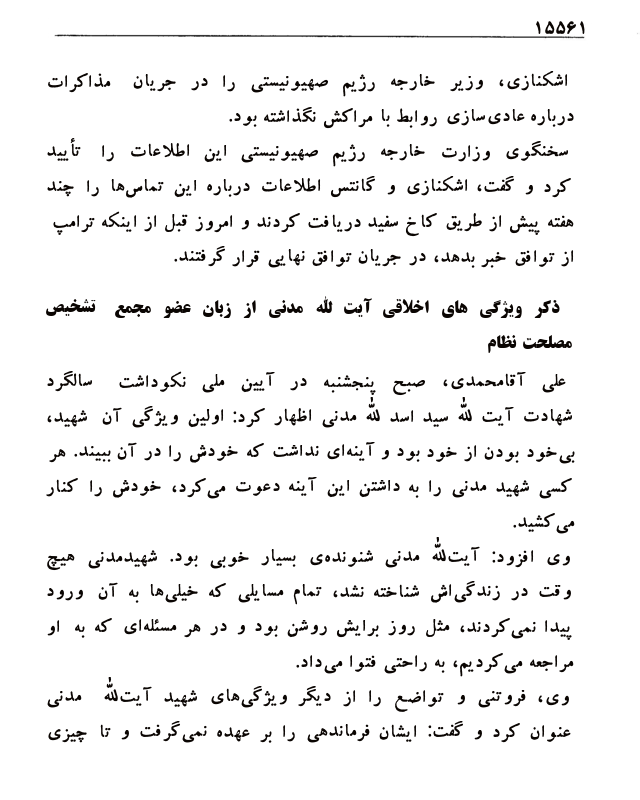 ۱۵۵۶۱
اشکنازی، وزیر خارجه رژیم صهیونیستی را در جریان مذاکرات
درباره عادی‌سازی روابط با مراکش نگذاشته بود.
سخنگوی وزارت خارجه رژیم صهیونیستی این اطلاعات را تأیید
کرد و گفت، اشکنازی و گانتس اطلاعات درباره این تماس‌ها را چند
هفته پیش از طریق کاخ سفید دریافت کردند و امروز قبل از اینکه ترامپ
از توافق خبر بدهد، در جریان توافق نهایی قرار گرفتند.
ذکر ویژگی های اخلاقی آیت لله مدنی از زبان عضو مجمع تشخیص
مصلحت نظام
علی آقامحمدی، صبح پنجشنبه در آیین ملی نکوداشت سالگرد
شهادت آیت لله سید اسد لله مدنی اظهار کرد: اولین ویژگی آن شهید،
بی‌خود بودن از خود بود و آینه‌ای نداشت که خودش را در آن ببیند. هر
کسی شهید مدنی را به داشتن این آینه دعوت می‌کرد، خودش را کنار
می‌کشید.
وی افزود: آیت‌لله مدنی شنونده‌ی بسیار خوبی بود. شهیدمدنی هیچ
وقت در زندگی‌اش شناخته نشد، تمام مسایلی که خیلی‌ها به آن ورود
پیدا نمی‌کردند، مثل روز برایش روشن بود و در هر مسئله‌ای که به او
مراجعه می‌کردیم، به راحتی فتوا می‌داد.
وی، فروتنی و تواضع را از دیگر ویژگی‌های شهید آیت‌لله مدنی
عنوان کرد و گفت: ایشان فرماندهی را بر عهده نمی‌گرفت و تا چیزی